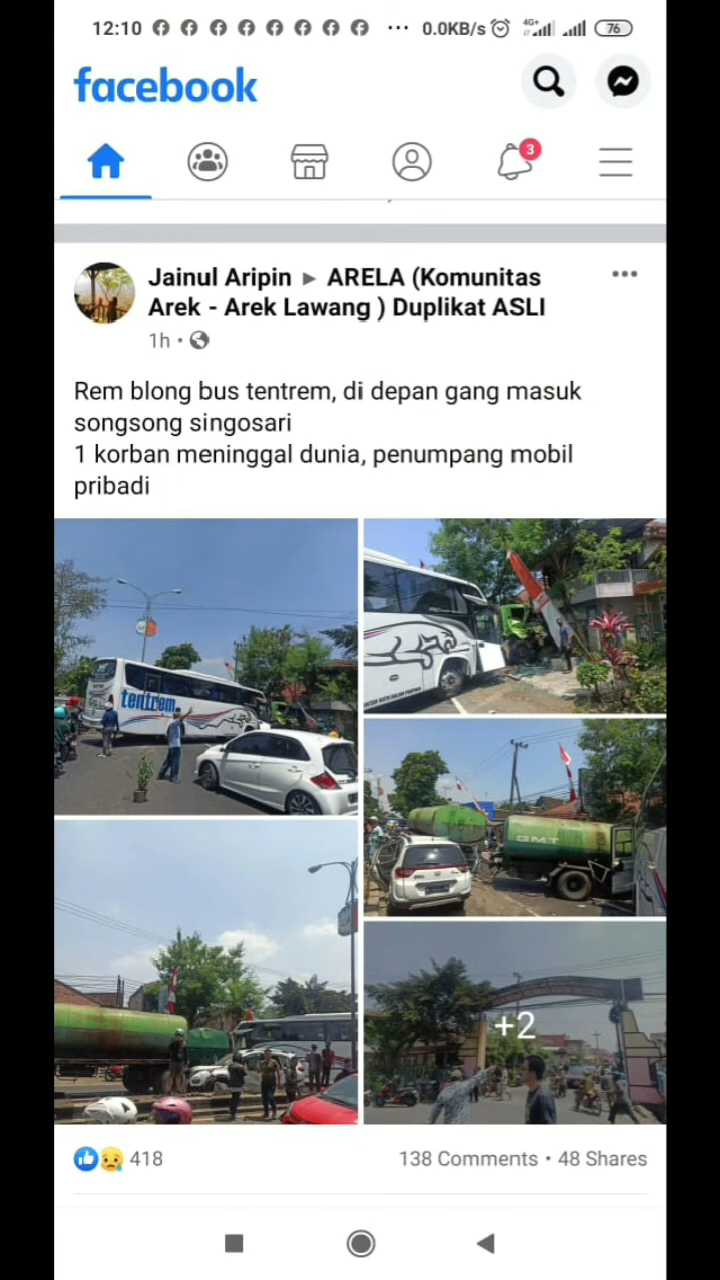 12:10 ... 0.0KB/s 4G+ 76
facebook
3
Jainul Aripin ► ARELA (Komunitas
Arek - Arek Lawang ) Duplikat ASLI
1h •
Rem blong bus tentrem, di depan gang masuk
songsong singosari
1 korban meninggal dunia, penumpang mobil
pribadi
tentrem
GMT
+2
418 138 Comments • 48 Shares